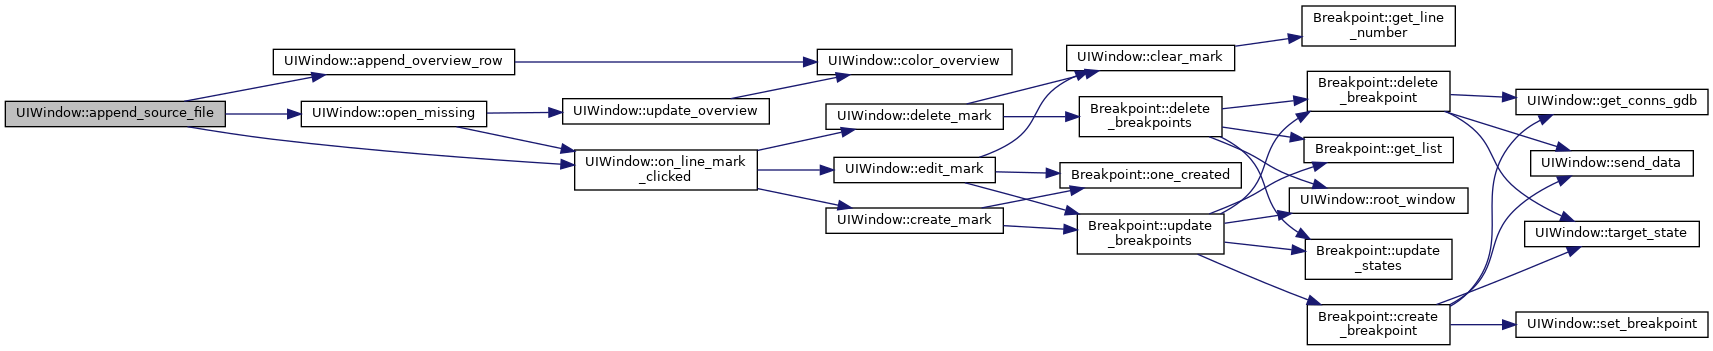 UIWindow::append_source_file
UIWindow::append_overview_row
UIWindow::open_missing
UIWindow::update_overview
UIWindow::on_line_mark
_clicked
UIWindow::color_overview
UIWindow::delete_mark
UIWindow::edit_mark
UIWindow::create_mark
UIWindow::clear_mark
Breakpoint::delete
_breakpoints
Breakpoint::one_created
Breakpoint::update
_breakpoints
Breakpoint::get_line
_number
Breakpoint::delete
_breakpoint
Breakpoint::get_list
UIWindow::root_window
Breakpoint::update
_states
Breakpoint::create
_breakpoint
UIWindow::get_conns_gdb
UIWindow::send_data
UIWindow::target_state
UIWindow::set_breakpoint